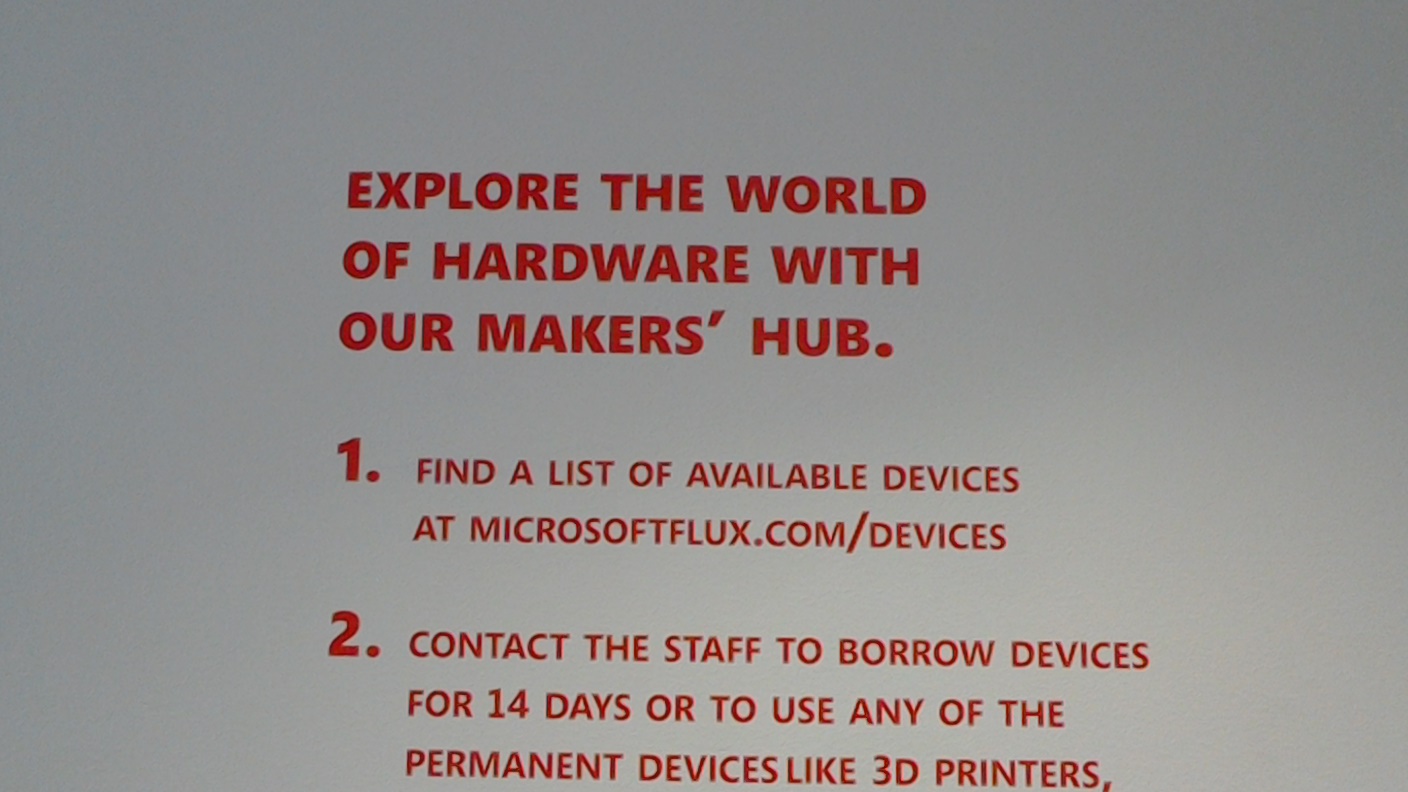 EXPLORE THE WORLD
OF HARDWARE WITH
OUR MAKERS' HUB.
1. FIND A LIST OF AVAILABLE DEVICES
AT MICROSOFTFLUX.COM/DEVICES
2. CONTACT THE STAFF TO BORROW DEVICES
FOR 14 DAYS OR TO USE ANY OF THE
PERMANENT DEVICES LIKE 3D PRINTERS,